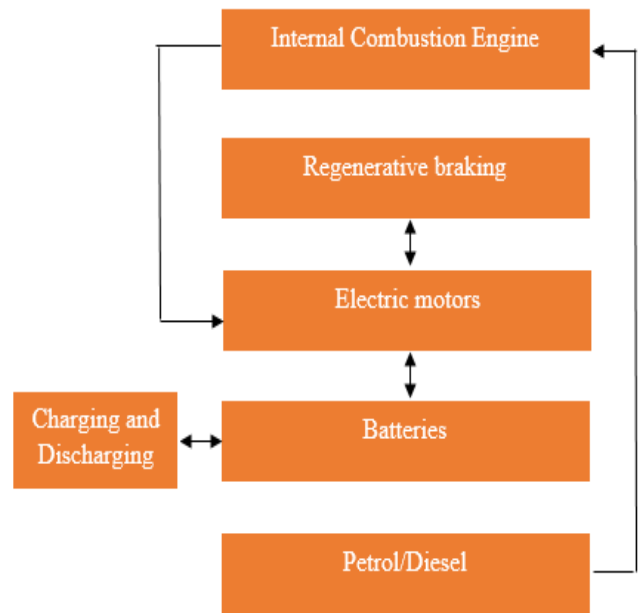 Internal Combustion Engine
Regenerative braking
Electric motors
Charging and
Discharging
Batteries
Petrol/Diesel